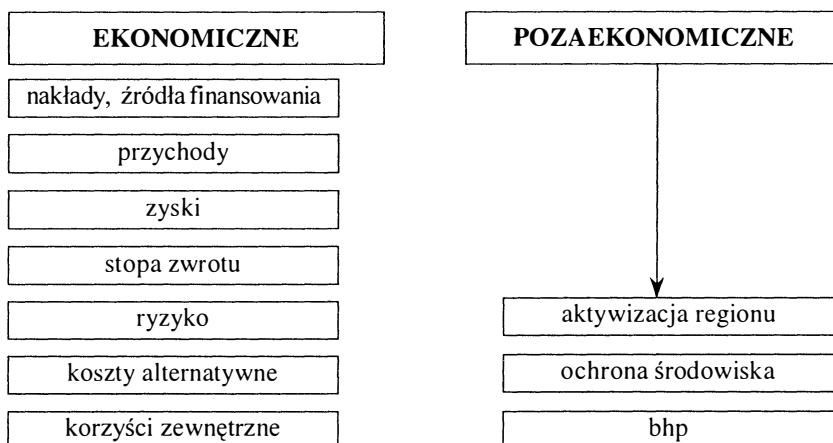 EKONOMICZNE
nakłady, źródła finansowania
przychody
zyski
stopa zwrotu
ryzyko
koszty alternatywne
korzyści zewnętrzne
POZAEKONOMICZNE
aktywizacja regionu
ochrona środowiska
bhp